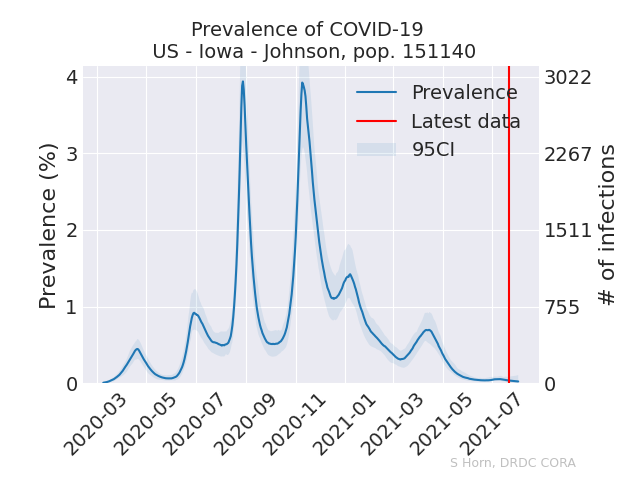 Prevalence of COVID-19
US - Iowa - Johnson, pop. 151140
Prevalence
Latest data
95CI
Prevalence (%)
4
3
2
1
0
# of infections
3022
2267
1511
755
0
2020-03
2020-05
2020-07
2020-09
2020-11
2021-01
2021-03
2021-05
2021-07
S Horn, DRDC CORA